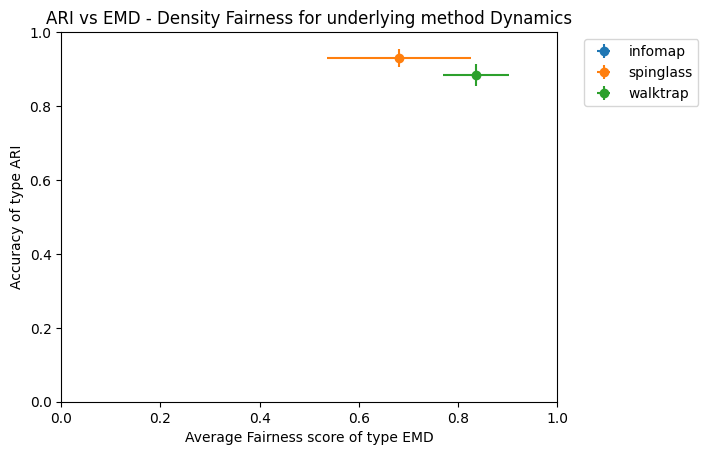 ARI vs EMD - Density Fairness for underlying method Dynamics
infomap
spinglass
walktrap
Accuracy of type ARI
1.0
0.8
0.6
0.4
0.2
0.0
0.0 0.2 0.4 0.6 0.8 1.0
Average Fairness score of type EMD